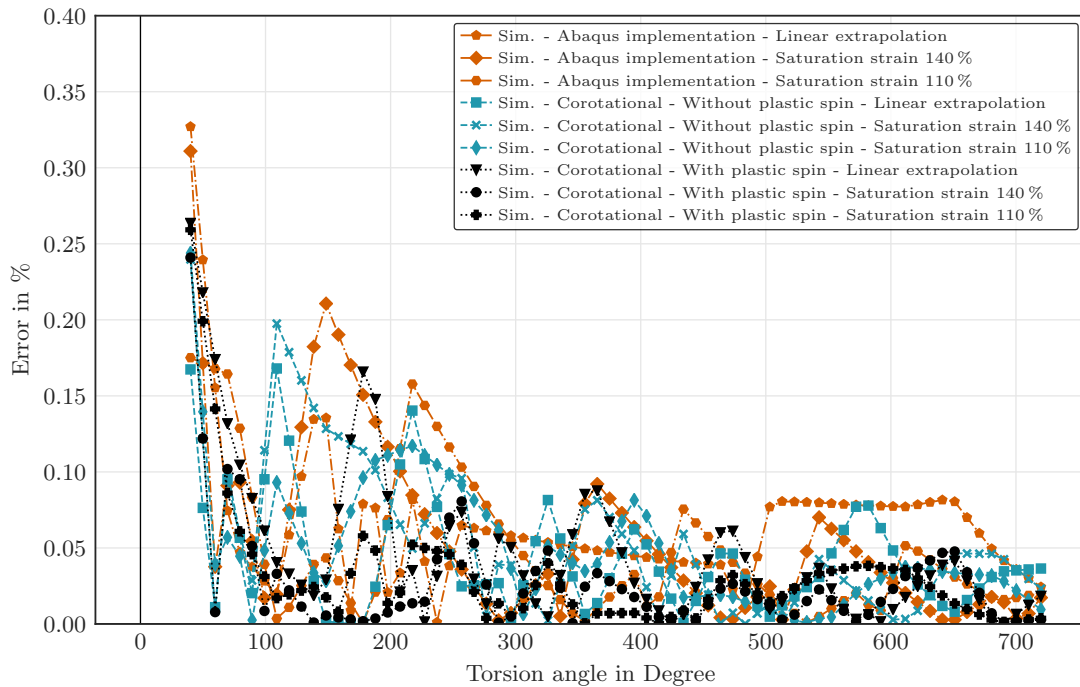 0.40
0.35
0.30
0.25
0.20
0.15
0.10
0.05
0.00
Error in %
Sim. - Abaqus implementation - Linear extrapolation
Sim. - Abaqus implementation - Saturation strain 140 %
Sim. - Abaqus implementation - Saturation strain 110 %
Sim. - Corotational - Without plastic spin - Linear extrapolation
Sim. - Corotational - Without plastic spin - Saturation strain 140 %
Sim. - Corotational - Without plastic spin - Saturation strain 110 %
Sim. - Corotational - With plastic spin - Linear extrapolation
Sim. - Corotational - With plastic spin - Saturation strain 140 %
Sim. - Corotational - With plastic spin - Saturation strain 110 %
0 100 200 300 400 500 600 700
Torsion angle in Degree